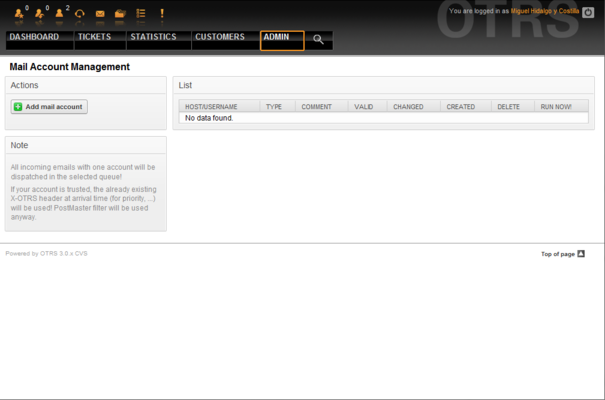 0 0 2
You are logged in as Miguel Hidalgo y Costilla
OTRS
DASHBOARD TICKETS STATISTICS CUSTOMERS ADMIN
Mail Account Management
Actions
Add mail account
Note
All incoming emails with one account will be
dispatched in the selected queue!
If your account is trusted, the already existing
X-OTRS header at arrival time (for priority, ...)
will be used! PostMaster filter will be used
anyway.
List
HOST/USERNAME TYPE COMMENT VALID CHANGED CREATED DELETE RUN NOW!
No data found.
Powered by OTRS 3.0.x CVS
Top of page